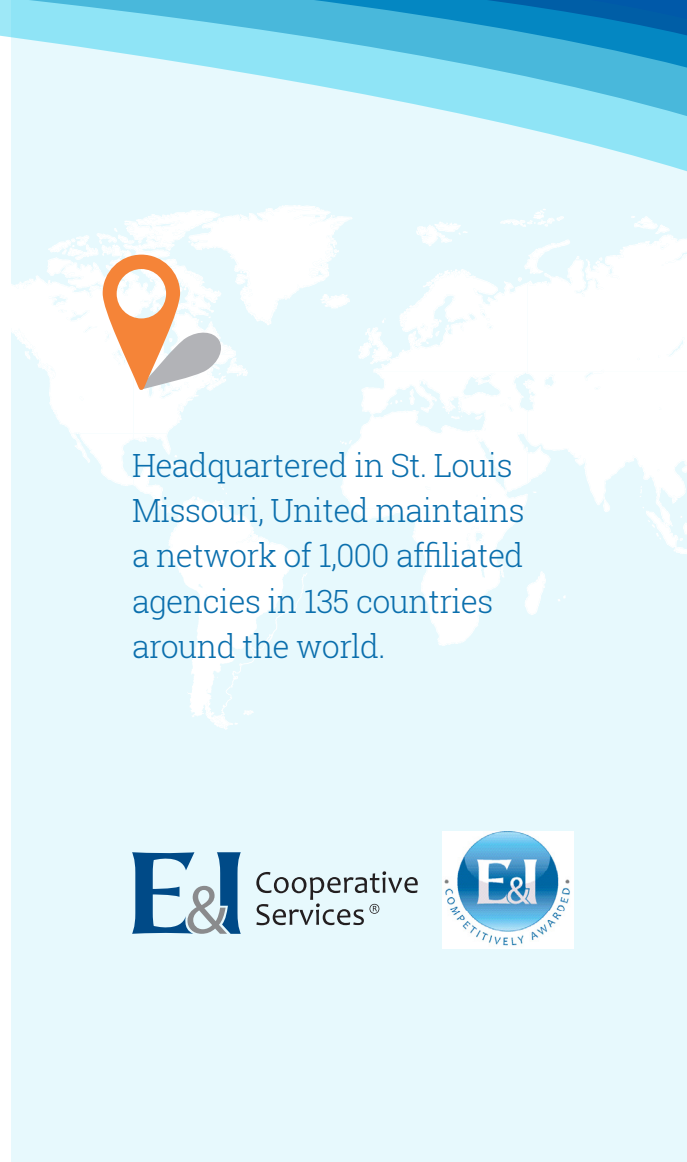 Headquartered in St. Louis
Missouri, United maintains
a network of 1,000 affiliated
agencies in 135 countries
around the world.
E&I Cooperative
Services®
E&I
• COMPETITIVELY AWARDED •